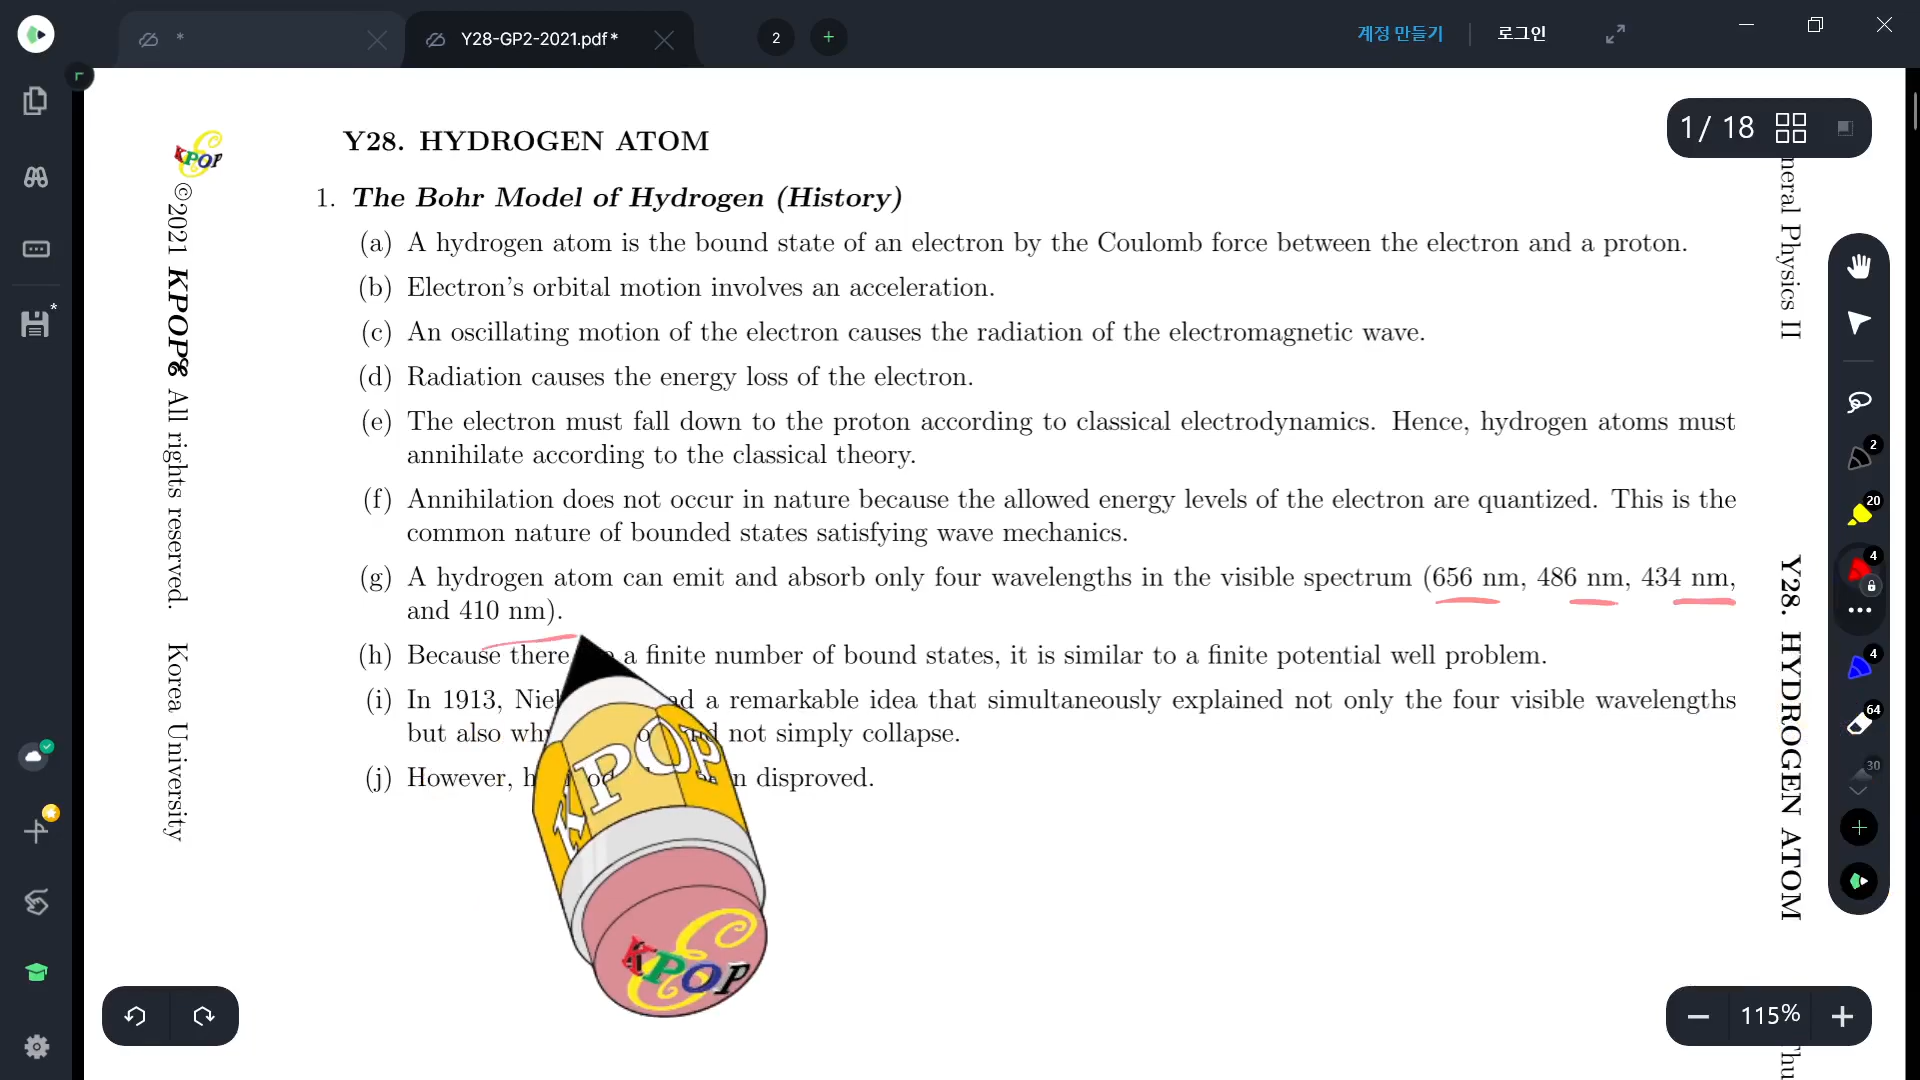 *
Y28-GP2-2021.pdf *
2
계정 만들기
로그인
1/ 18
Y28. HYDROGEN ATOM
1. The Bohr Model of Hydrogen (History)
(a) A hydrogen atom is the bound state of an electron by the Coulomb force between the electron and a proton.
(b) Electron's orbital motion involves an acceleration.
(c) An oscillating motion of the electron causes the radiation of the electromagnetic wave.
(d) Radiation causes the energy loss of the electron.
(e) The electron must fall down to the proton according to classical electrodynamics. Hence, hydrogen atoms must
annihilate according to the classical theory.
(f) Annihilation does not occur in nature because the allowed energy levels of the electron are quantized. This is the
common nature of bounded states satisfying wave mechanics.
(g) A hydrogen atom can emit and absorb only four wavelengths in the visible spectrum (656 nm, 486 nm, 434 nm,
and 410 nm).
(h) Because there a finite number of bound states, it is similar to a finite potential well problem.
(i) In 1913, a remarkable idea that simultaneously explained not only the four visible wavelengths
but also not simply collapse.
(j) However, disproved.
KPOP
©2021 KPOPE All rights reserved. Korea University
General Physics II
Y28. HYDROGEN ATOM
KPOP
KPOP
2
20
4
4
64
30
115%